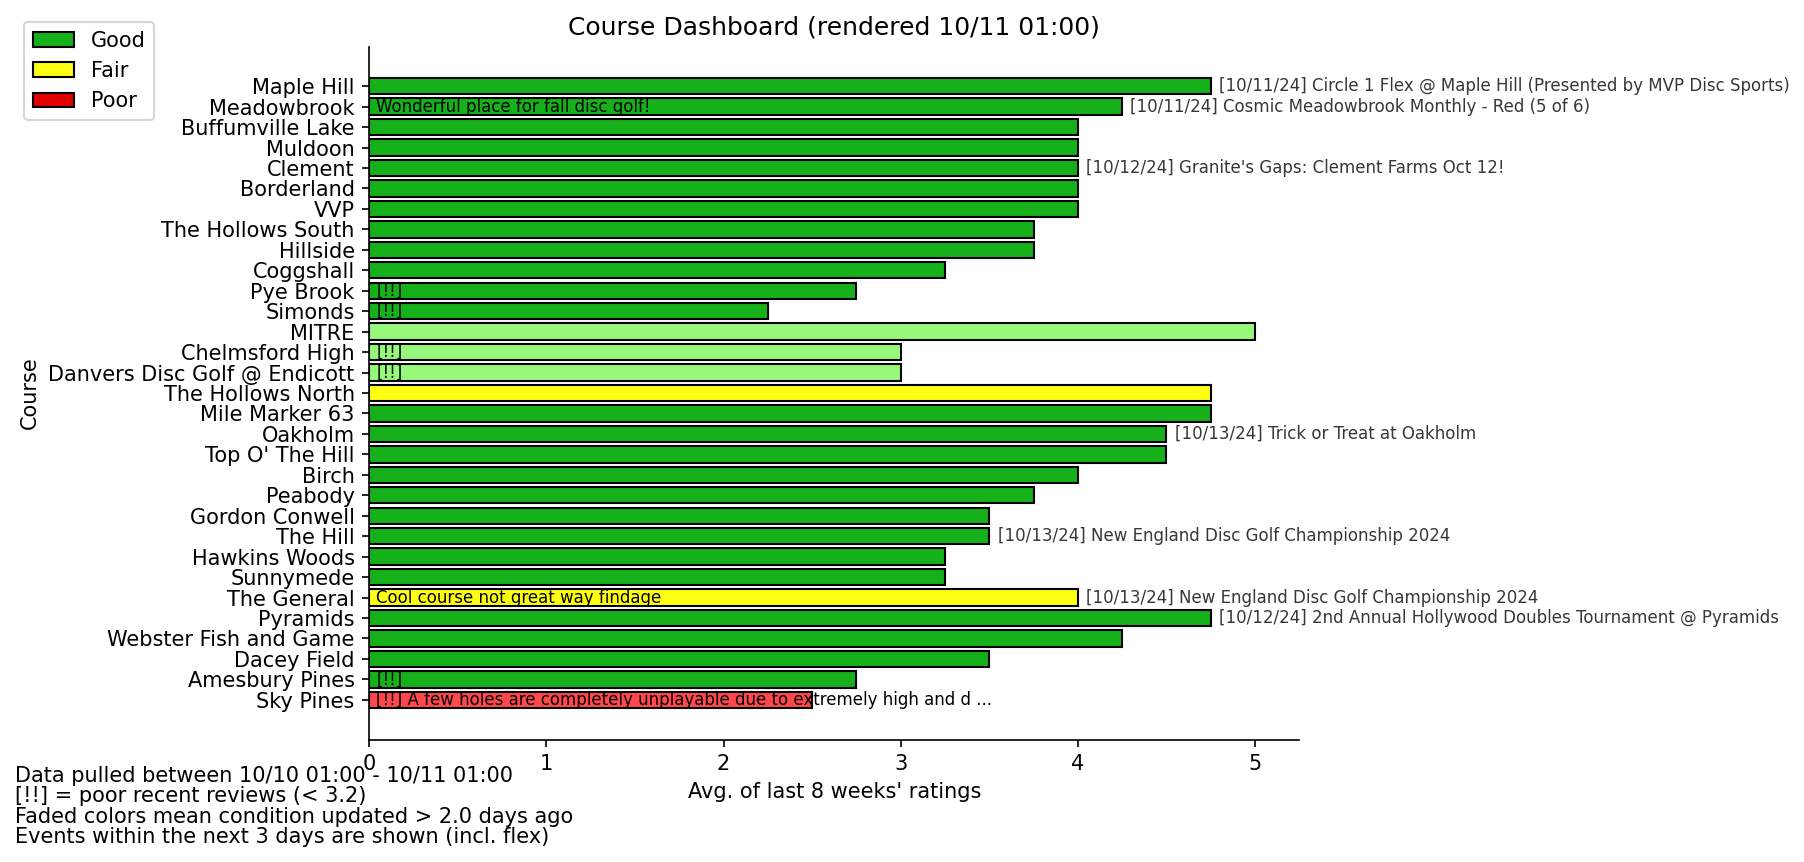 Course Dashboard (rendered 10/11 01:00)
Good
Fair
Poor
Course
Maple Hill [10/11/24] Circle 1 Flex @ Maple Hill (Presented by MVP Disc Sports)
Meadowbrook Wonderful place for fall disc golf! [10/11/24] Cosmic Meadowbrook Monthly - Red (5 of 6)
Buffumville Lake
Muldoon
Clement [10/12/24] Granite's Gaps: Clement Farms Oct 12!
Borderland
VVP
The Hollows South
Hillside
Coggshall
Pye Brook [!!]
Simonds [!!]
MITRE
Chelmsford High [!!]
Danvers Disc Golf @ Endicott [!!]
The Hollows North
Mile Marker 63
Oakholm [10/13/24] Trick or Treat at Oakholm
Top O' The Hill
Birch
Peabody
Gordon Conwell
The Hill [10/13/24] New England Disc Golf Championship 2024
Hawkins Woods
Sunnymede
The General Cool course not great way findage [10/13/24] New England Disc Golf Championship 2024
Pyramids [10/12/24] 2nd Annual Hollywood Doubles Tournament @ Pyramids
Webster Fish and Game
Dacey Field
Amesbury Pines [!!]
Sky Pines [!!] A few holes are completely unplayable due to extremely high and d ...
0 1 2 3 4 5
Avg. of last 8 weeks' ratings
Data pulled between 10/10 01:00 - 10/11 01:00
[!!] = poor recent reviews (< 3.2)
Faded colors mean condition updated > 2.0 days ago
Events within the next 3 days are shown (incl. flex)